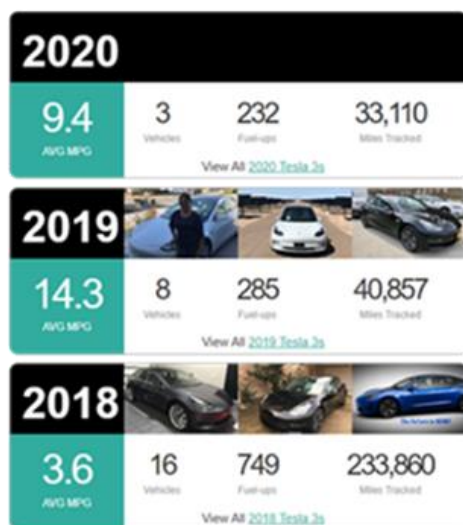 2020
9.4 3 232 33,110
AVG MPG Vehicles Fuel-ups Miles Tracked
View All 2020 Tesla 3s
2019
14.3 8 285 40,857
AVG MPG Vehicles Fuel-ups Miles Tracked
View All 2019 Tesla 3s
2018
3.6 16 749 233,860
AVG MPG Vehicles Fuel-ups Miles Tracked
View All 2018 Tesla 3s